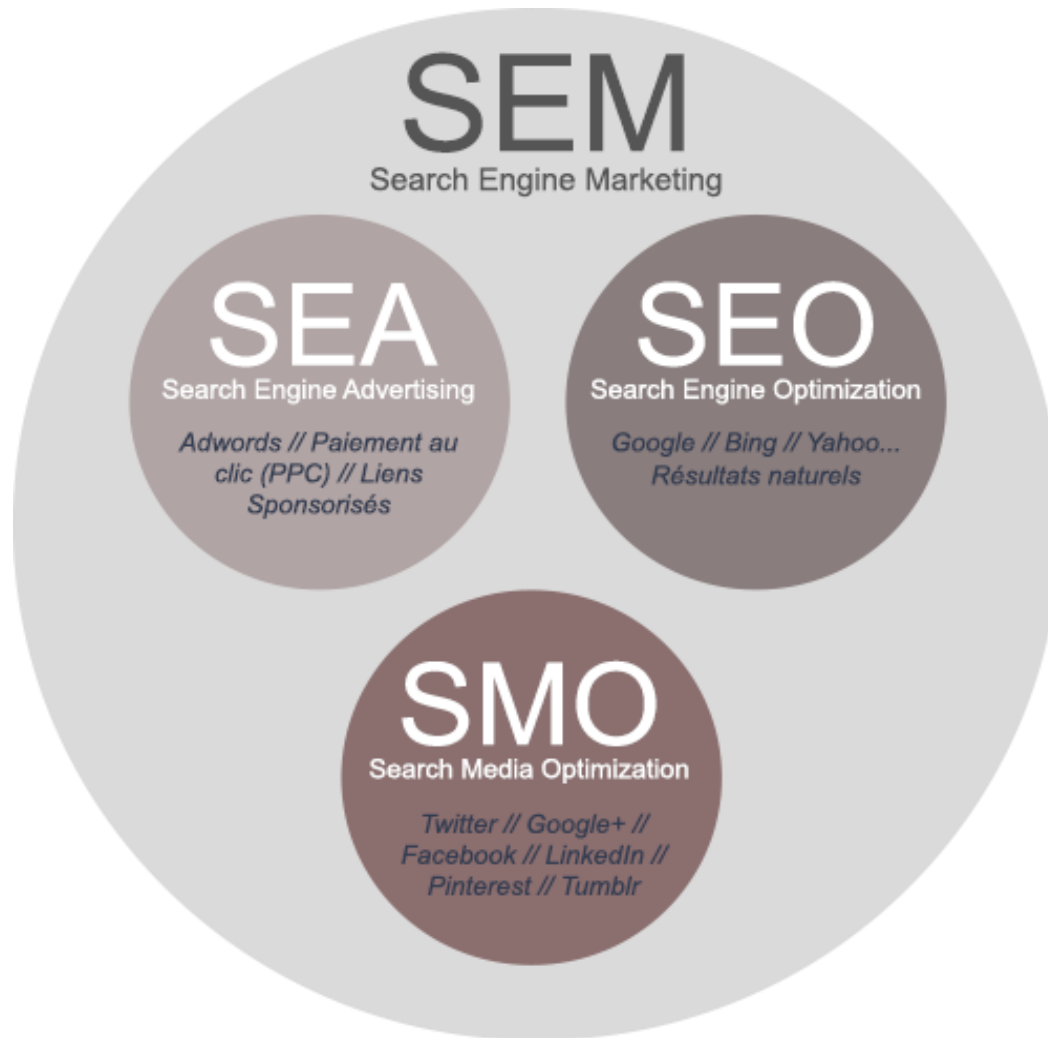 SEM
Search Engine Marketing
SEA
Search Engine Advertising
Adwords // Paiement au
clic (PPC) // Liens
Sponsorisés
SEO
Search Engine Optimization
Google // Bing // Yahoo...
Résultats naturels
SMO
Search Media Optimization
Twitter // Google+ //
Facebook // LinkedIn //
Pinterest // Tumblr